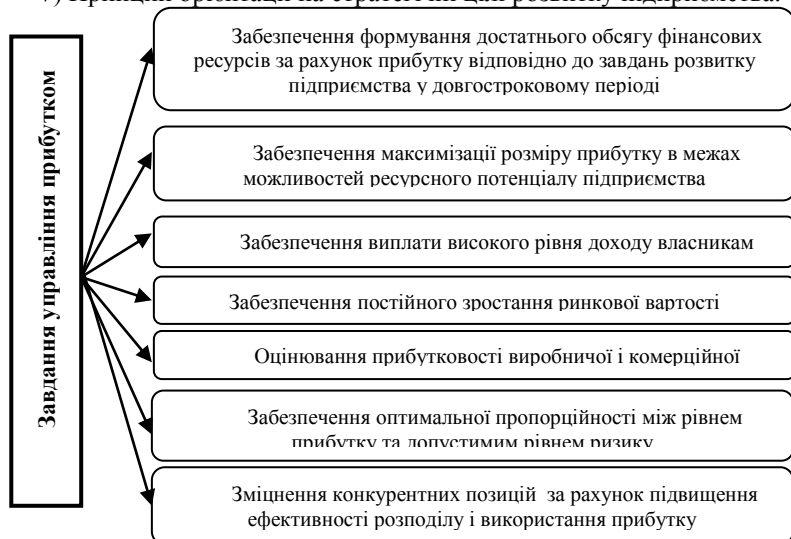 7) Принцип орієнтації на стратегічні цілі розвитку підприємства.
Завдання управління прибутком
Забезпечення формування достатнього обсягу фінансових
ресурсів за рахунок прибутку відповідно до завдань розвитку
підприємства у довгостроковому періоді
Забезпечення максимізації розміру прибутку в межах
можливостей ресурсного потенціалу підприємства
Забезпечення виплати високого рівня доходу власникам
Забезпечення постійного зростання ринкової вартості
Оцінювання прибутковості виробничої і комерційної
Забезпечення оптимальної пропорційності між рівнем
прибутку та допустимим рівнем ризику
Зміцнення конкурентних позицій за рахунок підвищення
ефективності розподілу і використання прибутку